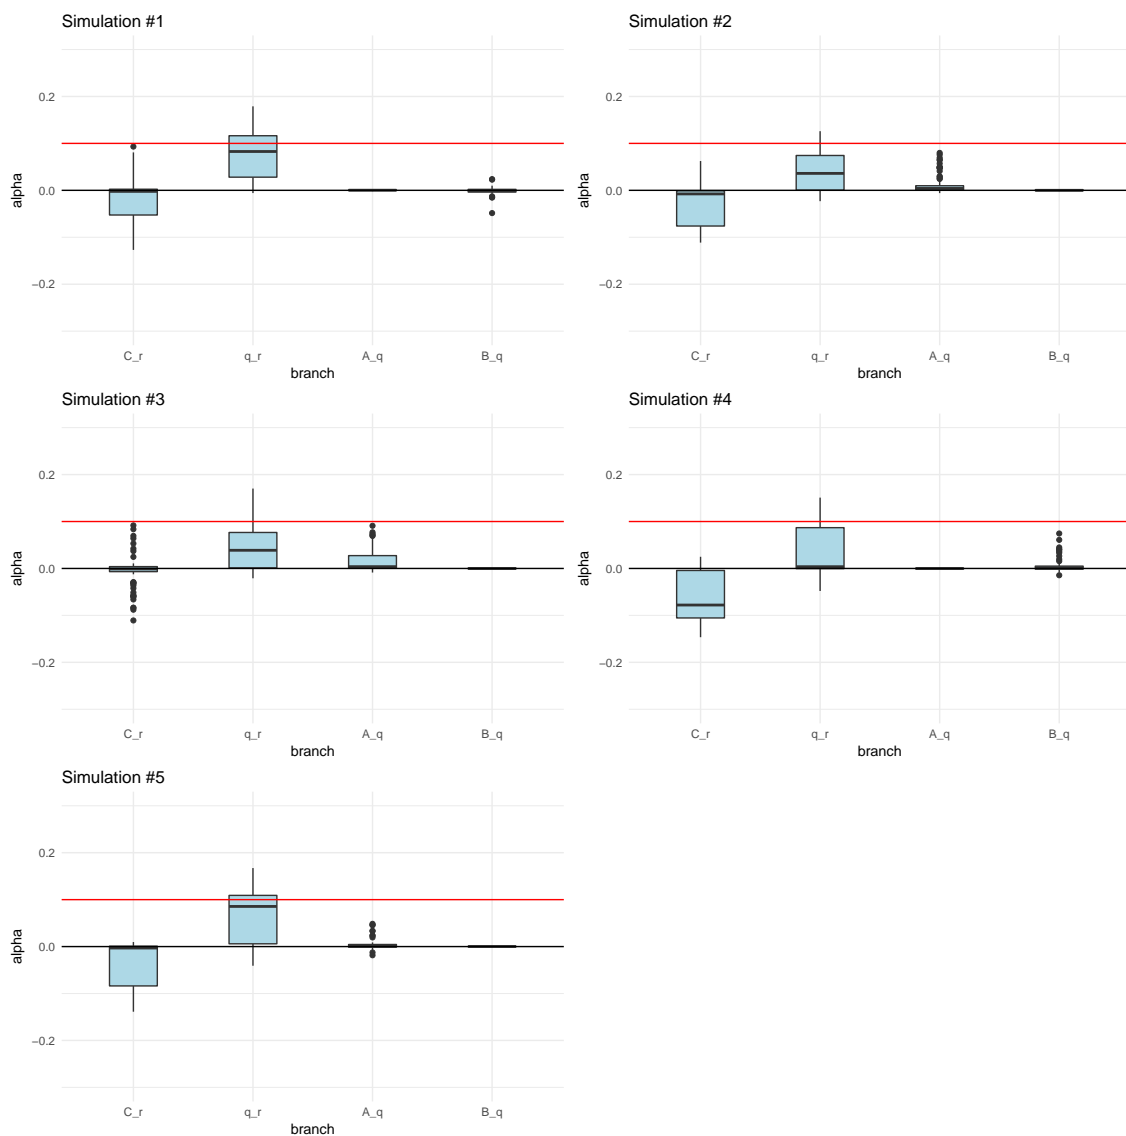 Simulation #1
0.2
0.0
−0.2
alpha
C_r q_r A_q B_q
branch
Simulation #2
0.2
0.0
−0.2
alpha
C_r q_r A_q B_q
branch
Simulation #3
0.2
0.0
−0.2
alpha
C_r q_r A_q B_q
branch
Simulation #4
0.2
0.0
−0.2
alpha
C_r q_r A_q B_q
branch
Simulation #5
0.2
0.0
−0.2
alpha
C_r q_r A_q B_q
branch